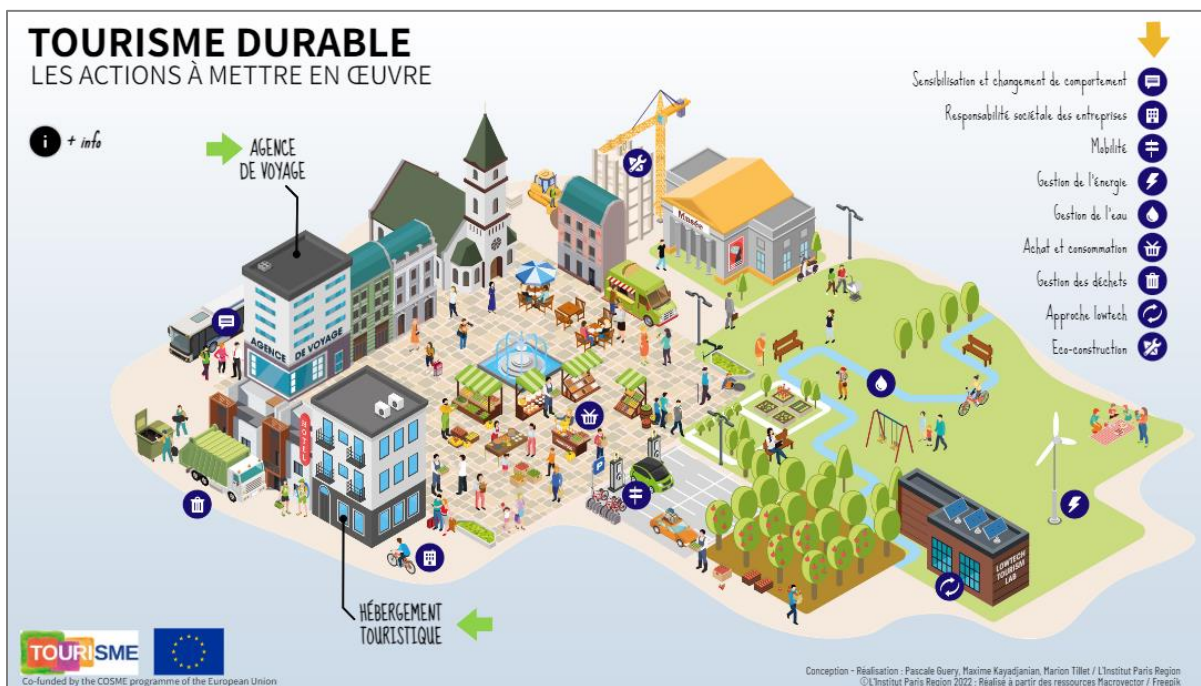 TOURISME DURABLE
LES ACTIONS À METTRE EN ŒUVRE
i + info
AGENCE
DE VOYAGE
Sensibilisation et changement de comportement
Responsabilité sociétale des entreprises
Mobilité
Gestion de l'énergie
Gestion de l'eau
Achat et consommation
Gestion des déchets
Approche lowtech
Eco-construction
Musée
AGENCE DE VOYAGE
HOTEL
P
LOWTECH
TOURISM
LAB
HÉBERGEMENT
TOURISTIQUE
TOURISME
Co-funded by the COSME programme of the European Union
Conception - Réalisation : Pascale Guery, Maxime Kayadjanian, Marion Tillet / L'Institut Paris Region
©L'Institut Paris Region 2022 : Réalisé à partir des ressources Macrovector / Freepik